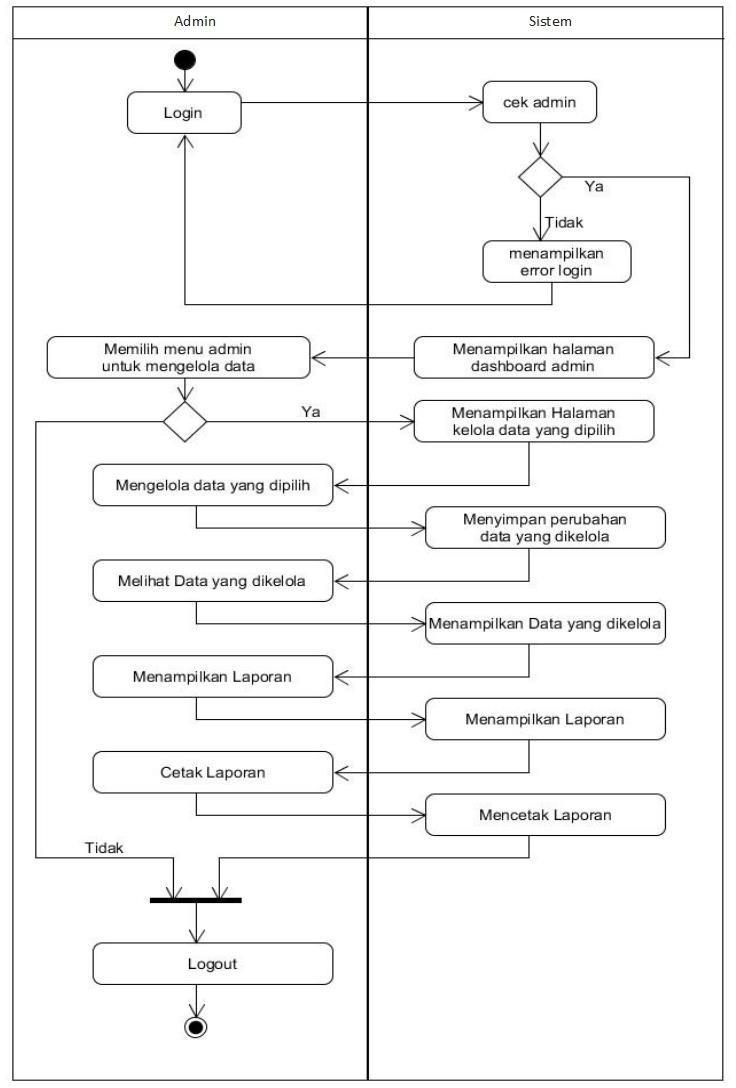 Admin
Sistem
Login
cek admin
Ya
Tidak
menampilkan
error login
Memilih menu admin
untuk mengelola data
Menampilkan halaman
dashboard admin
Ya
Menampilkan Halaman
kelola data yang dipilih
Mengelola data yang dipilih
Menyimpan perubahan
data yang dikelola
Melihat Data yang dikelola
Menampilkan Data yang dikelola
Menampilkan Laporan
Menampilkan Laporan
Cetak Laporan
Mencetak Laporan
Tidak
Logout